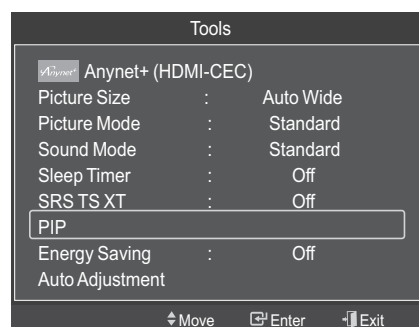 Tools
Anynet+ Anynet+ (HDMI-CEC)
Picture Size : Auto Wide
Picture Mode : Standard
Sound Mode : Standard
Sleep Timer : Off
SRS TS XT : Off
PIP
Energy Saving : Off
Auto Adjustment
Move Enter Exit